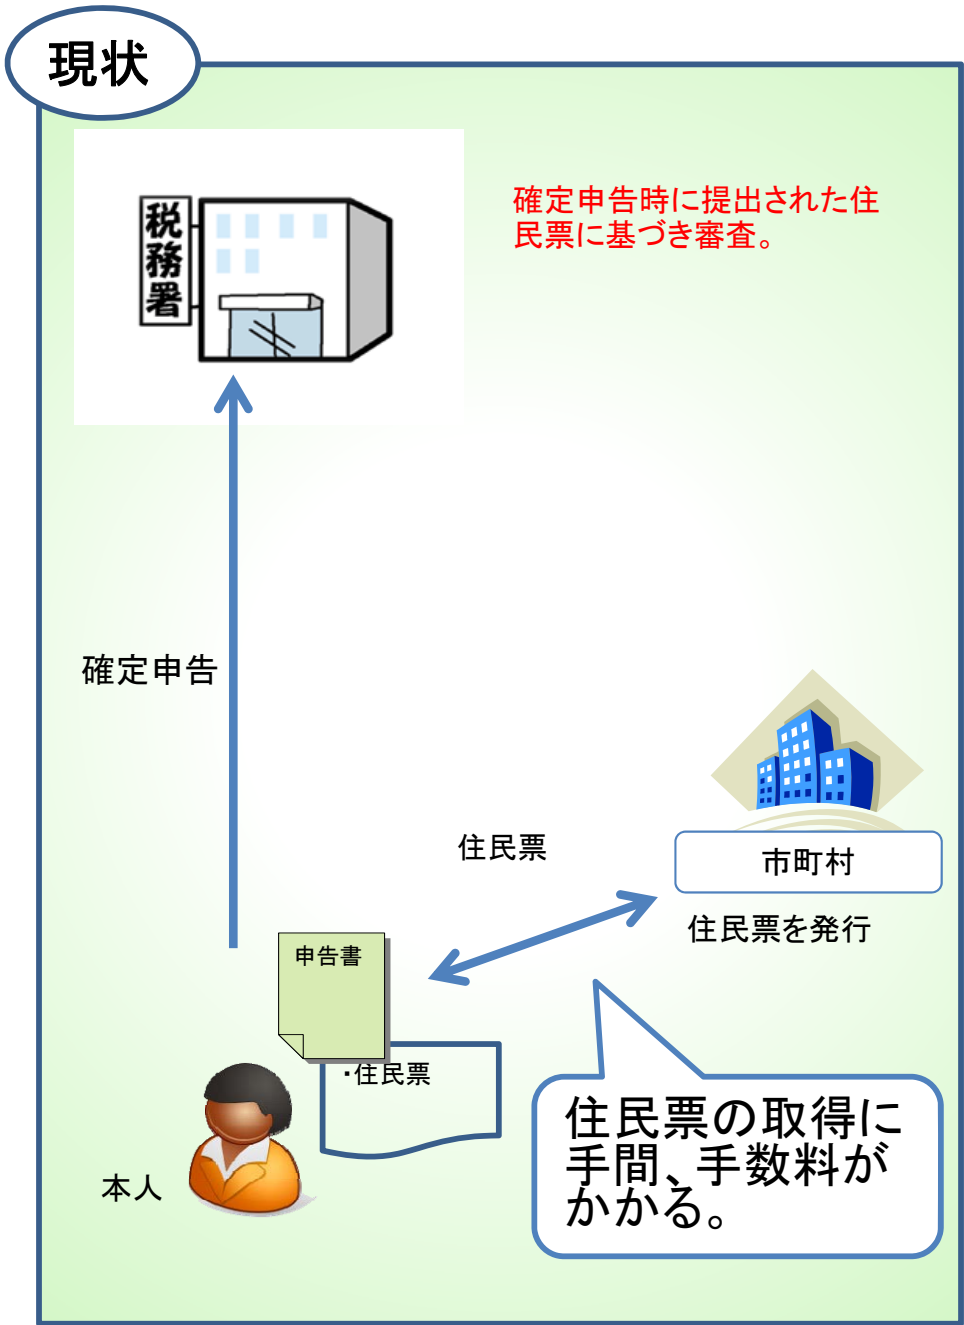 現状
税務署
確定申告時に提出された住
民票に基づき審査。
確定申告
住民票
市町村
住民票を発行
申告書
・住民票
本人
住民票の取得に
手間、手数料が
かかる。